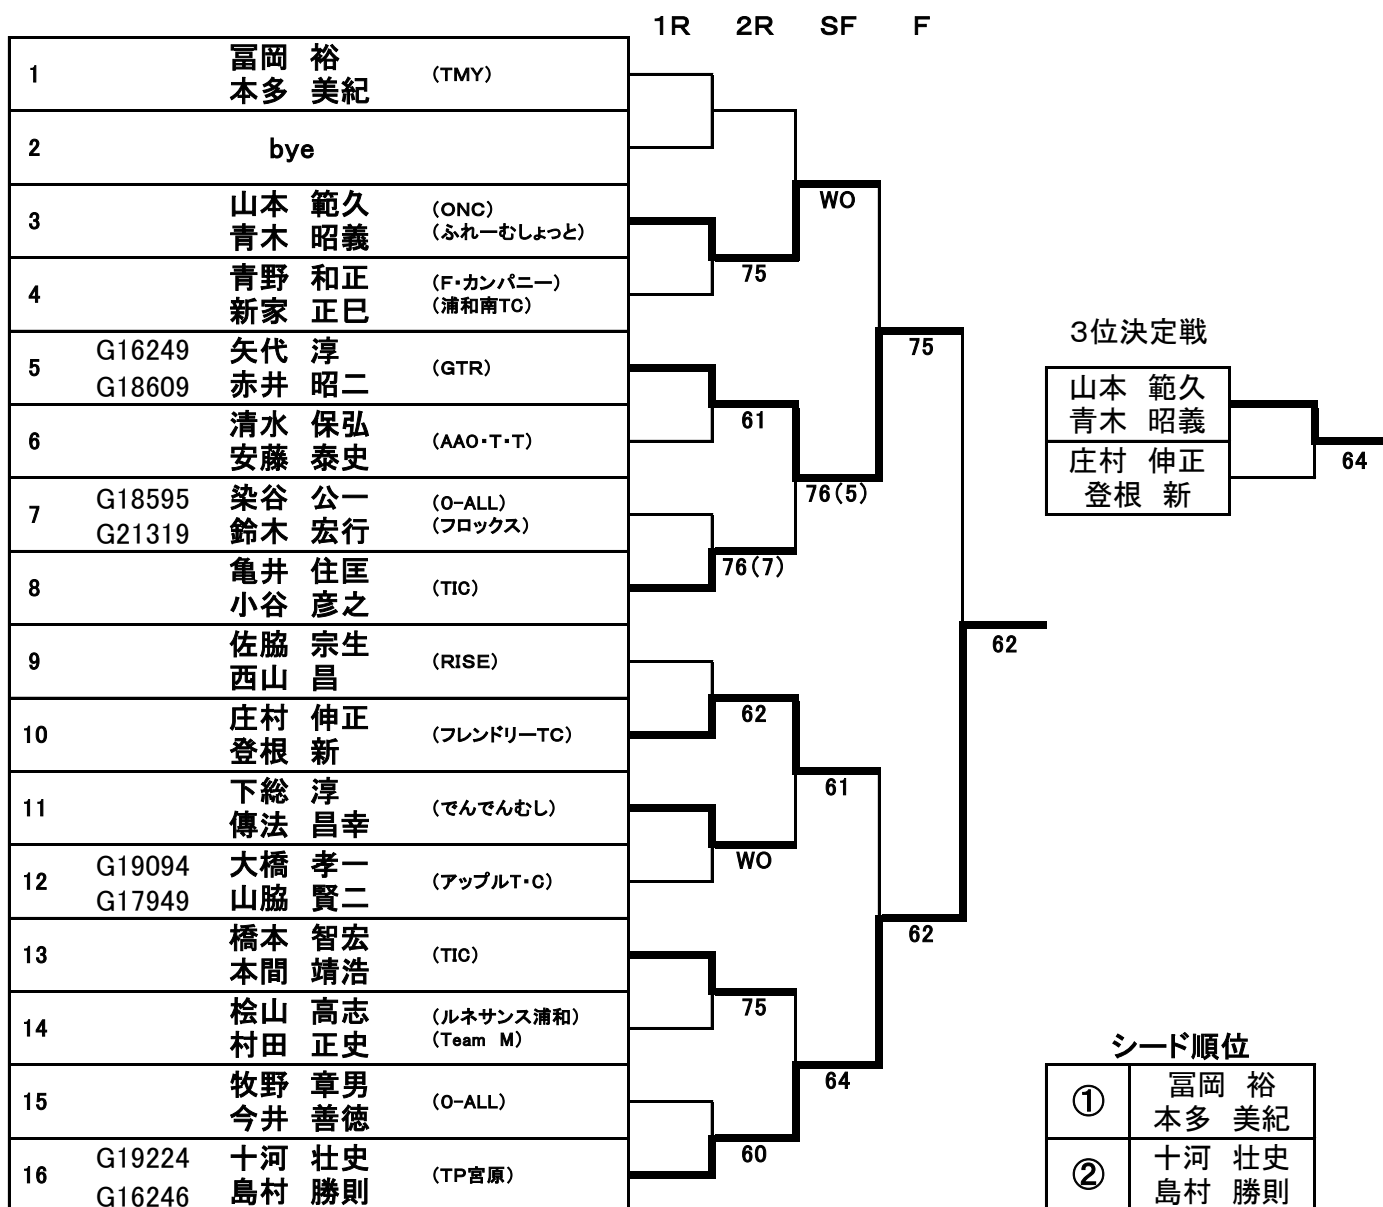 1R 2R SF F
1 冨岡 裕 (TMY)
本多 美紀
2 bye
3 山本 範久 (ONC)
青木 昭義 (ふれーむしょっと)
4 青野 和正 (F・カンパニー)
新家 正巳 (浦和南TC)
5 G16249 矢代 淳 (GTR)
G18609 赤井 昭二
6 清水 保弘 (AAO・T・T)
安藤 泰史
7 G18595 染谷 公一 (O-ALL)
G21319 鈴木 宏行 (フロックス)
8 亀井 住匡 (TIC)
小谷 彦之
9 佐脇 宗生 (RISE)
西山 昌
10 庄村 伸正 (フレンドリーTC)
登根 新
11 下総 淳 (でんでんむし)
傳法 昌幸
12 G19094 大橋 孝一 (アップルT・C)
G17949 山脇 賢二
13 橋本 智宏 (TIC)
本間 靖浩
14 桧山 高志 (ルネサンス浦和)
村田 正史 (Team M)
15 牧野 章男 (O-ALL)
今井 善徳
16 G19224 十河 壮史 (TP宮原)
G16246 島村 勝則
75
61
76(7)
62
WO
75
60
WO
76(5)
61
64
75
62
62
3位決定戦
山本 範久
青木 昭義
庄村 伸正
登根 新
64
シード順位
① 冨岡 裕
本多 美紀
② 十河 壮史
島村 勝則